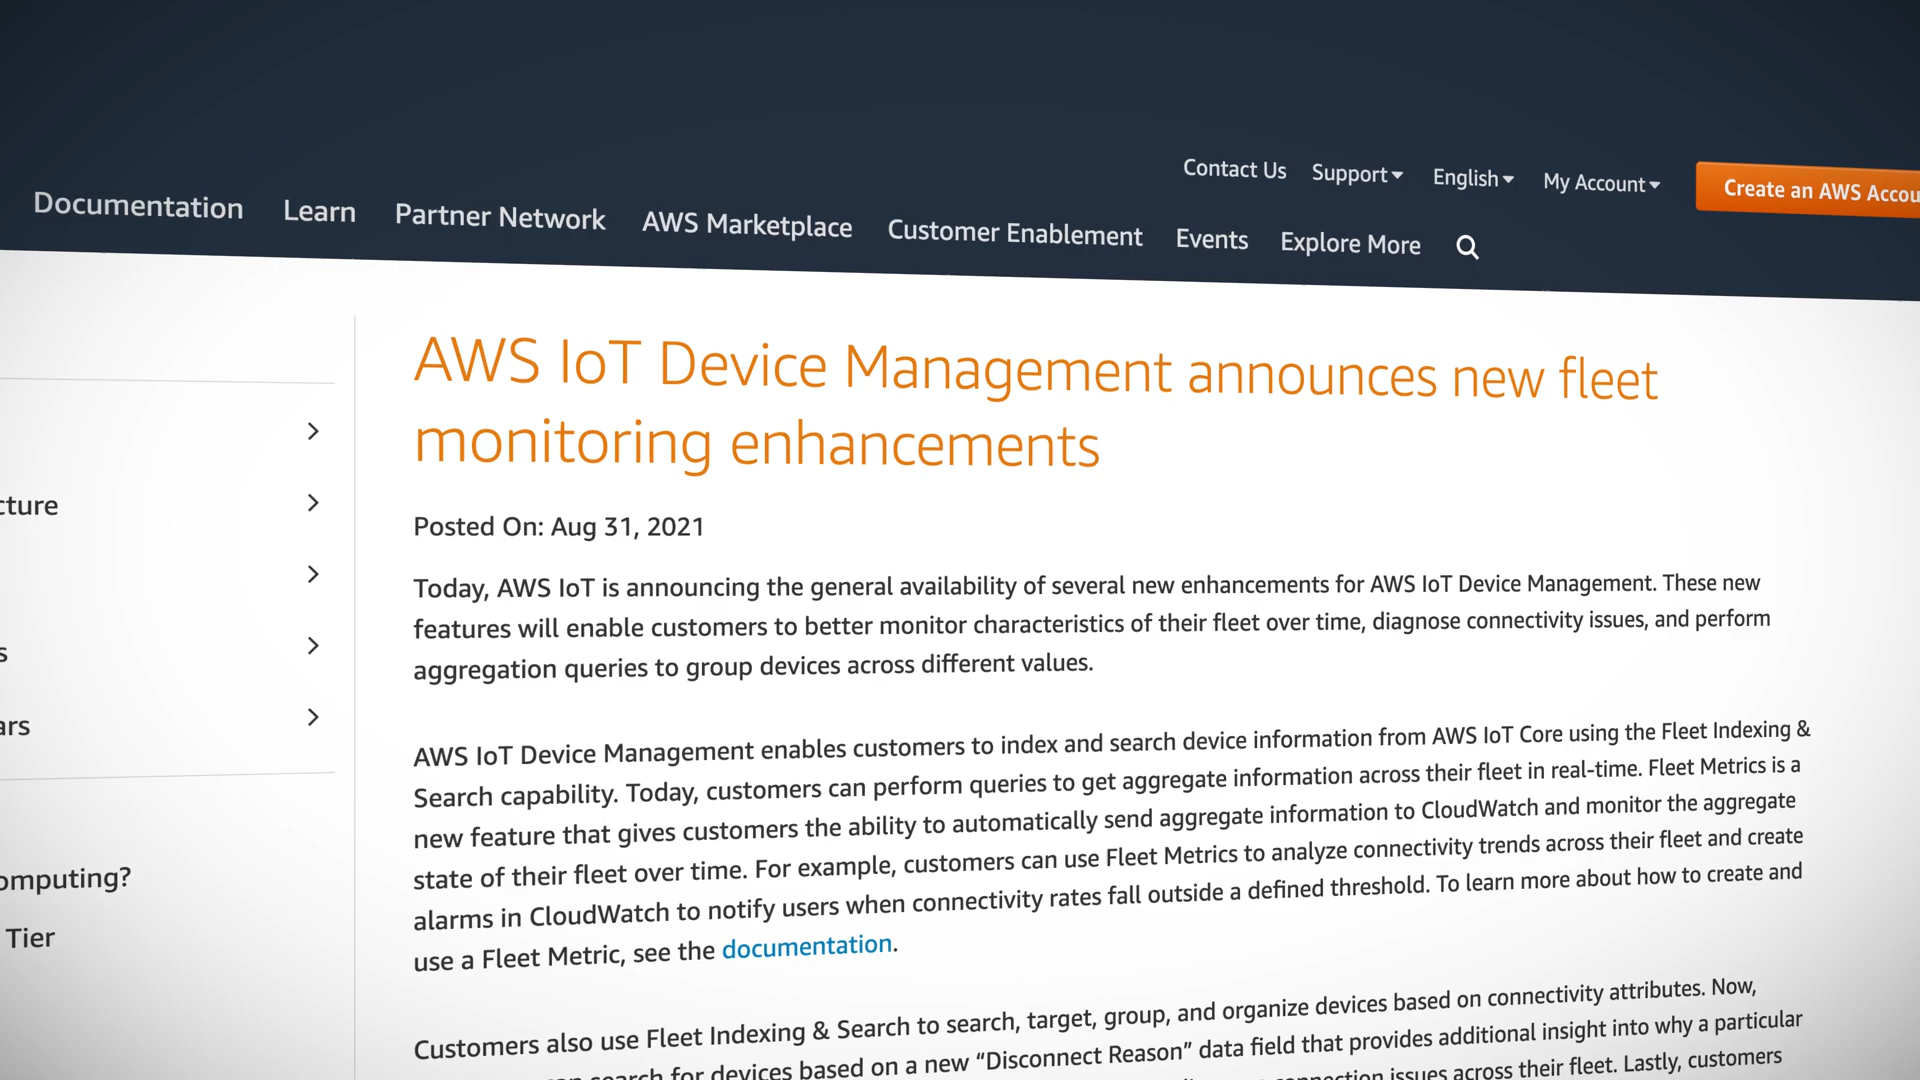 Contact Us Support English My Account Create an AWS Accou
Documentation Learn Partner Network AWS Marketplace Customer Enablement Events Explore More
AWS IoT Device Management announces new fleet
monitoring enhancements
cture
Posted On: Aug 31, 2021
Today, AWS IoT is announcing the general availability of several new enhancements for AWS IoT Device Management. These new
features will enable customers to better monitor characteristics of their fleet over time, diagnose connectivity issues, and perform
aggregation queries to group devices across different values.
s
ars
AWS IoT Device Management enables customers to index and search device information from AWS IoT Core using the Fleet Indexing &
Search capability. Today, customers can perform queries to get aggregate information across their fleet in real-time. Fleet Metrics is a
new feature that gives customers the ability to automatically send aggregate information to CloudWatch and monitor the aggregate
state of their fleet over time. For example, customers can use Fleet Metrics to analyze connectivity trends across their fleet and create
alarms in CloudWatch to notify users when connectivity rates fall outside a defined threshold. To learn more about how to create and
use a Fleet Metric, see the documentation.
omputing?
Tier
Customers also use Fleet Indexing & Search to search, target, group, and organize devices based on connectivity attributes. Now,
search for devices based on a new “Disconnect Reason” data field that provides additional insight into why a particular
connection issues across their fleet. Lastly, customers